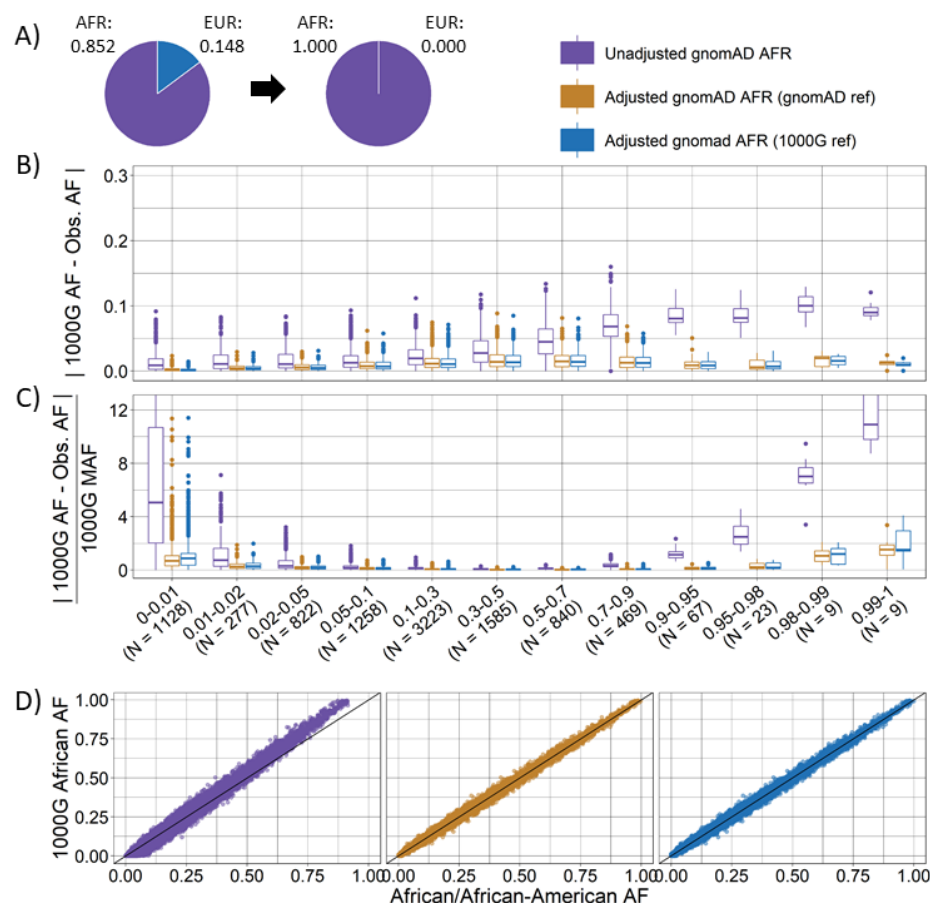 A)
AFR:
0.852
EUR:
0.148
AFR:
1.000
EUR:
0.000
Unadjusted gnomAD AFR
Adjusted gnomAD AFR (gnomAD ref)
Adjusted gnomad AFR (1000G ref)
B)
| 1000G AF - Obs. AF |
0.3
0.2
0.1
0.0
C)
| 1000G AF - Obs. AF |
1000G MAF
12
8
4
0
0-0.01
(N = 1128)
0.01-0.02
(N = 277)
0.02-0.05
(N = 822)
0.05-0.1
(N = 1258)
0.1-0.3
(N = 3223)
0.3-0.5
(N = 1585)
0.5-0.7
(N = 840)
0.7-0.9
(N = 469)
0.9-0.95
(N = 67)
0.95-0.98
(N = 23)
0.98-0.99
(N = 9)
0.99-1
(N = 9)
D)
1000G African AF
1.00
0.75
0.50
0.25
0.00
0.00 0.25 0.50 0.75 1.00 0.00 0.25 0.50 0.75 1.00 0.00 0.25 0.50 0.75 1.00
African/African-American AF